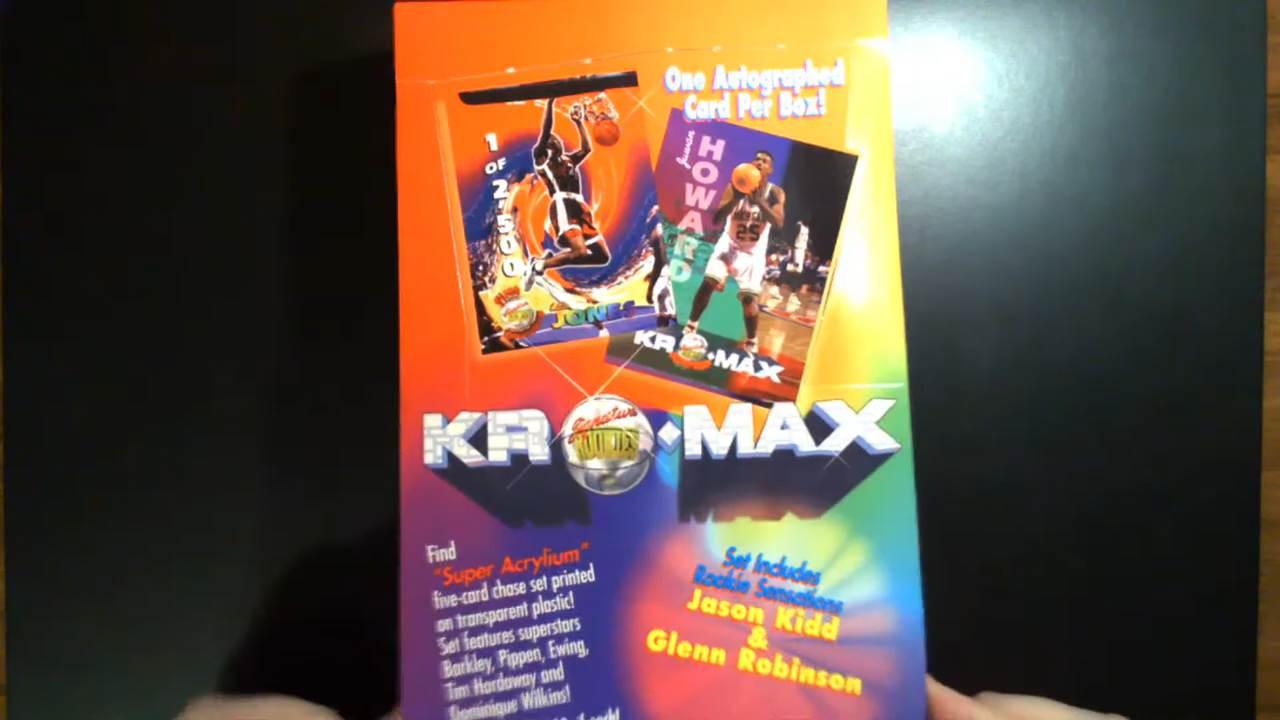 One Autographed
Card Per Box!
1
OF
2,500
JONES
Juwan
HOWARD
25
KR MAX
KR MAX
Signature
ROOKIES
Find
"Super Acrylium"
five-card chase set printed
on transparent plastic!
Set features superstars
Barkley, Pippen, Ewing,
Tim Hardaway and
Dominique Wilkins!
Set Includes
Rookie Sensations
Jason Kidd
&
Glenn Robinson